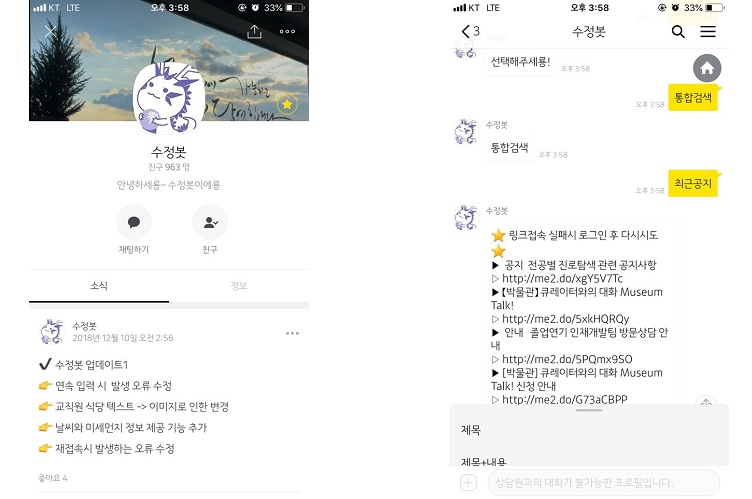 KT LTE 오후 3:58 33%
수정봇
친구 963 명
안녕하세룡~ 수정봇이에룡
채팅하기 친구
소식 정보
수정봇
2018년 12월 10일 오전 2:56
✔ 수정봇 업데이트1
👉 연속 입력 시 발생 오류 수정
👉 교직원 식당 텍스트 -> 이미지로 인한 변경
👉 날씨와 미세먼지 정보 제공 기능 추가
👉 재접속시 발생하는 오류 수정
좋아요 4
KT LTE 오후 3:58 33%
3 수정봇
선택해주세룡!
오후 3:58
오후 3:58 통합검색
수정봇
통합검색
오후 3:58
오후 3:58 최근공지
수정봇
⭐ 링크접속 실패시 로그인 후 다시시도
⭐
▶ 공지 전공별 진로탐색 관련 공지사항
▷ http://me2.do/xgY5V7Tc
▶ [박물관] 큐레이터와의 대화 Museum
Talk!
▷ http://me2.do/5xkHQRQy
▶ 안내 졸업연기 인재개발팀 방문상담 안
내
▷ http://me2.do/5PQmx9SO
▶ [박물관] 큐레이터와의 대화 Museum
Talk! 신청 안내
▷ http://me2.do/G73aCBPP
제목
제목+내용
상담원과의 대화가 불가능한 프로필입니다.